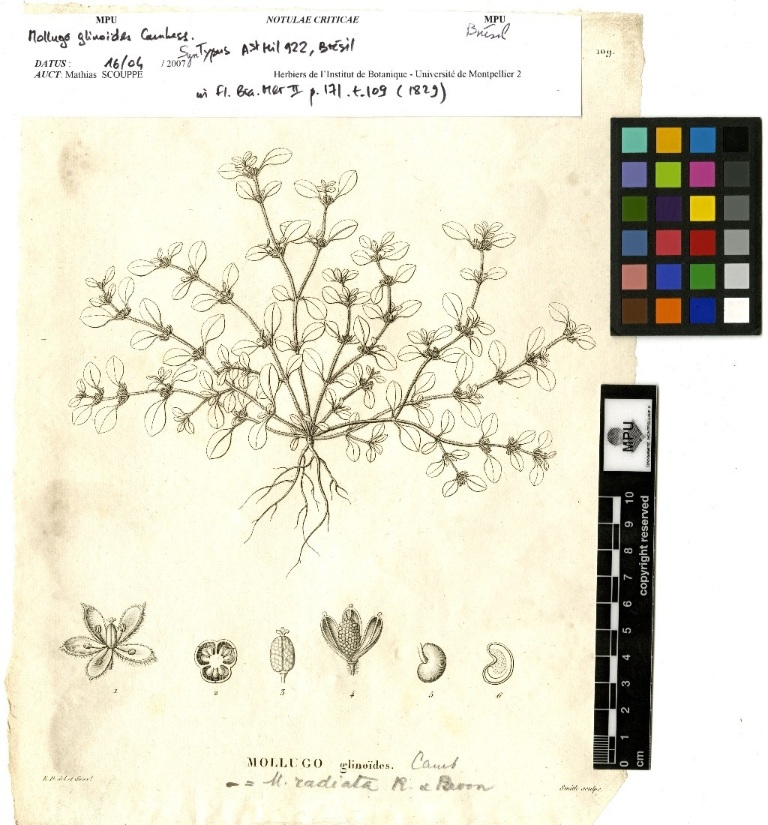 MPU NOTULAE CRITICAE MPU
Mollugo glinoides Cambess. Brésil
SynTypus A St Hil 922, Brésil
DATUS : 16/04 / 2007
AUCT: Mathias SCOUPPE Herbiers de l'Institut de Botanique - Université de Montpellier 2
in Fl. Bra. Mer II p. 171. t. 109 (1829)
109.
MPU
copyright reserved
0 1 2 3 4 5 6 7 8 9 10
cm
1 2 3 4 5 6
MOLLUGO glinoïdes. Camb
= M. radiata R. & Pavon
Smith sculps.